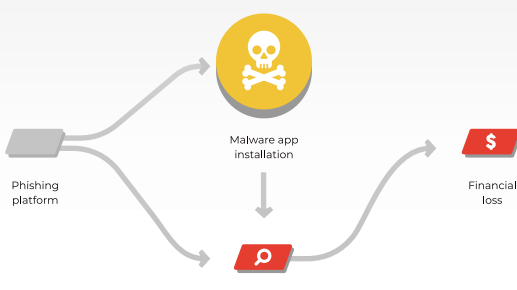 Malware app
installation
$
Phishing
platform
Financial
loss